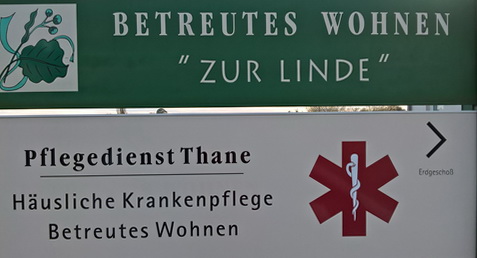 BETREUTES WOHNEN
"ZUR LINDE"
Pflegedienst Thane
Häusliche Krankenpflege
Betreutes Wohnen
Erdgeschoß